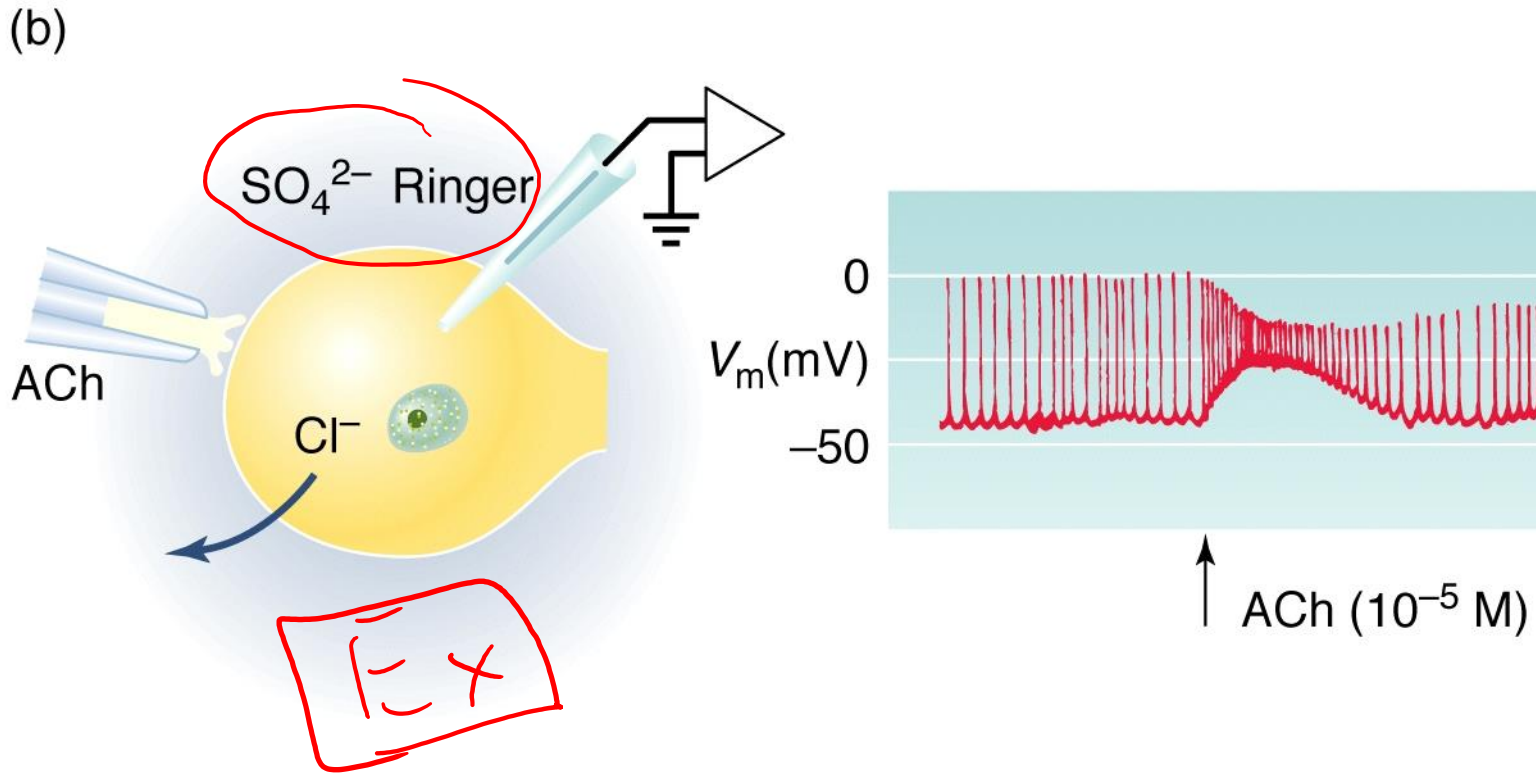 (b)
SO₄²⁻ Ringer
ACh
Cl⁻
Ex
0
Vm(mV)
–50
ACh (10⁻⁵ M)